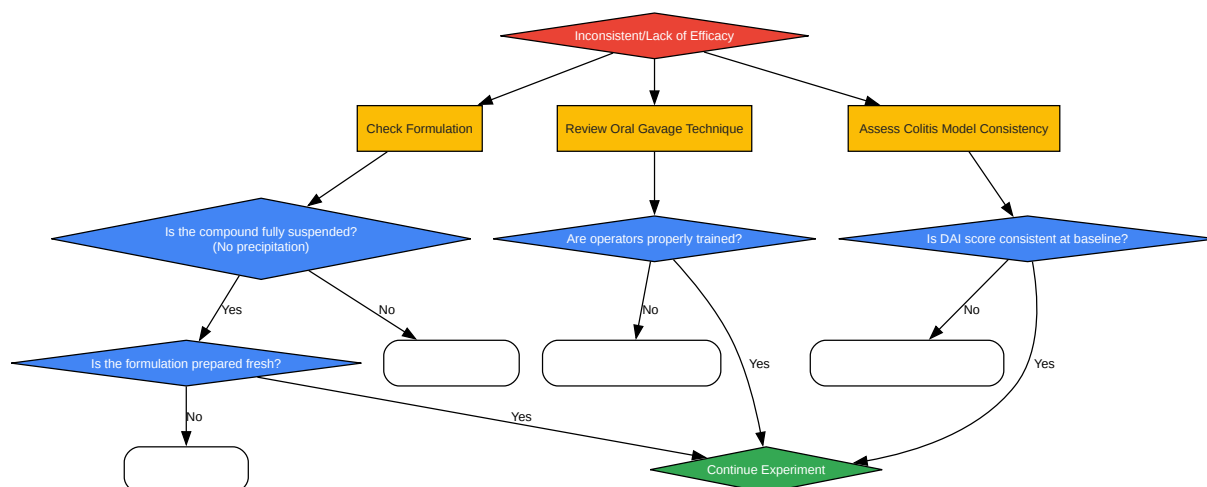 Inconsistent/Lack of Efficacy
Check Formulation
Review Oral Gavage Technique
Assess Colitis Model Consistency
Is the compound fully suspended?
(No precipitation)
Are operators properly trained?
Is DAI score consistent at baseline?
Yes
No
No
No
Is the formulation prepared fresh?
Yes
Yes
No
Yes
Continue Experiment